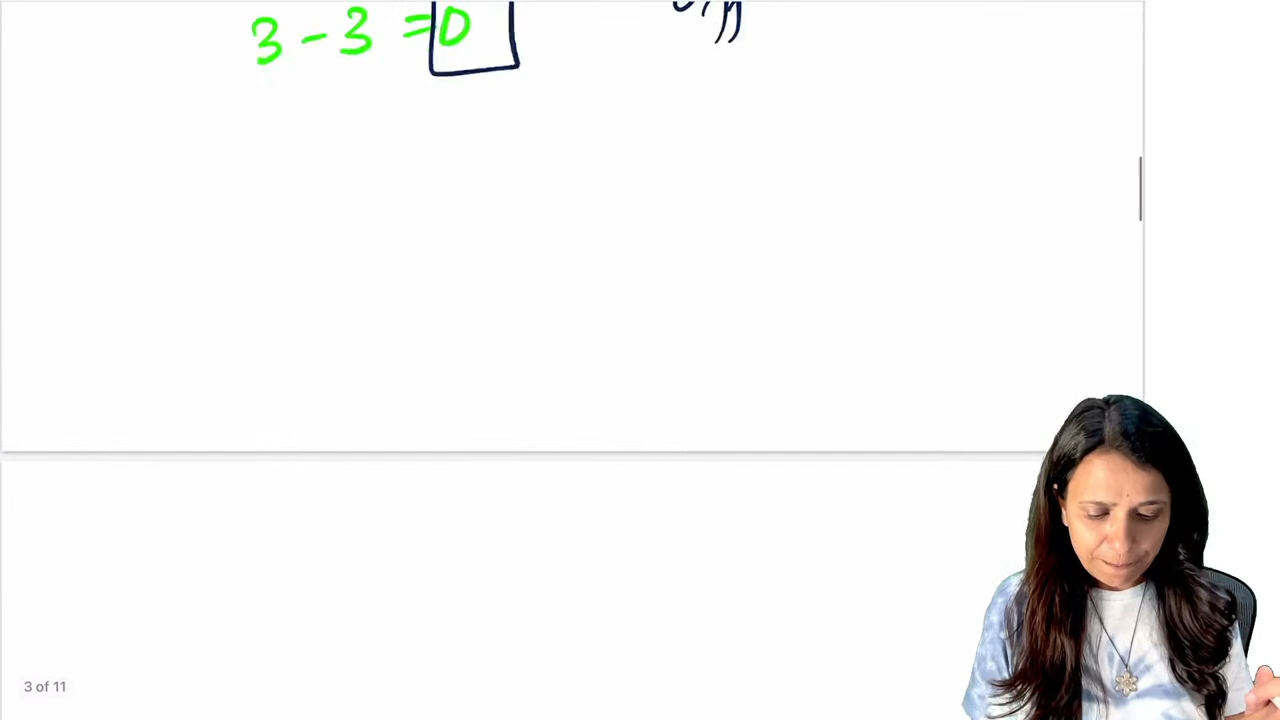 3 - 3 = 0
3 of 11